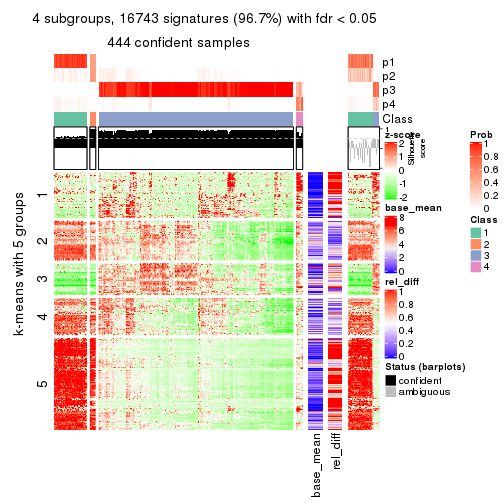 4 subgroups, 16743 signatures (96.7%) with fdr < 0.05
444 confident samples
p1
p2
p3
p4
Class
1
Silhouette
score
k-means with 5 groups
1
2
3
4
5
base_mean
rel_diff
z-score
2
1
0
-1
-2
base_mean
8
6
4
2
0
rel_diff
1
0.8
0.6
0.4
0.2
0
Status (barplots)
confident
ambiguous
Prob
1
0.8
0.6
0.4
0.2
0
Class
1
2
3
4